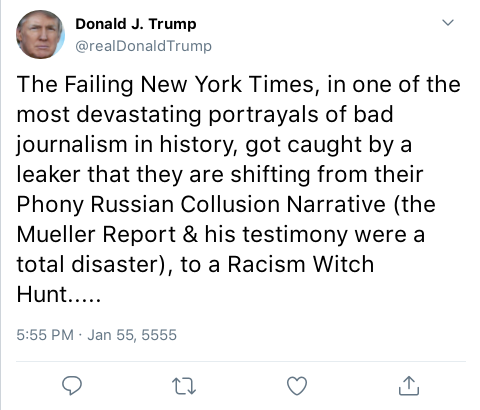 Donald J. Trump
@realDonaldTrump
The Failing New York Times, in one of the
most devastating portrayals of bad
journalism in history, got caught by a
leaker that they are shifting from their
Phony Russian Collusion Narrative (the
Mueller Report & his testimony were a
total disaster), to a Racism Witch
Hunt.....
5:55 PM · Jan 55, 5555